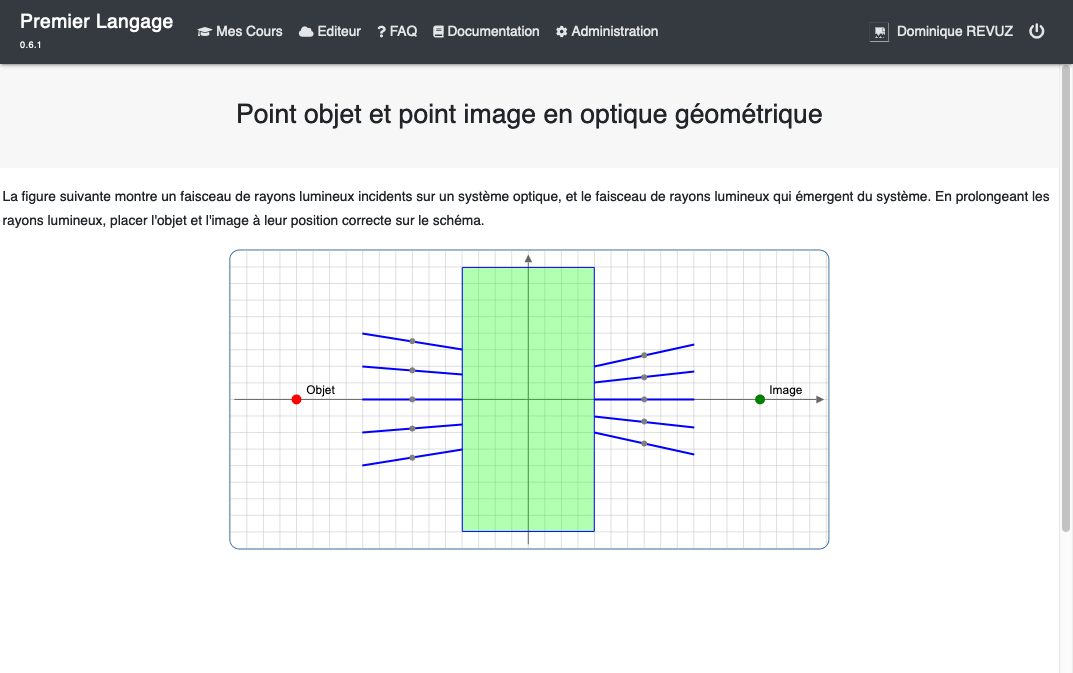 Premier Langage
0.6.1
Mes Cours Editeur ? FAQ Documentation Administration Dominique REVUZ
Point objet et point image en optique géométrique
La figure suivante montre un faisceau de rayons lumineux incidents sur un système optique, et le faisceau de rayons lumineux qui émergent du système. En prolongeant les
rayons lumineux, placer l'objet et l'image à leur position correcte sur le schéma.
Objet Image